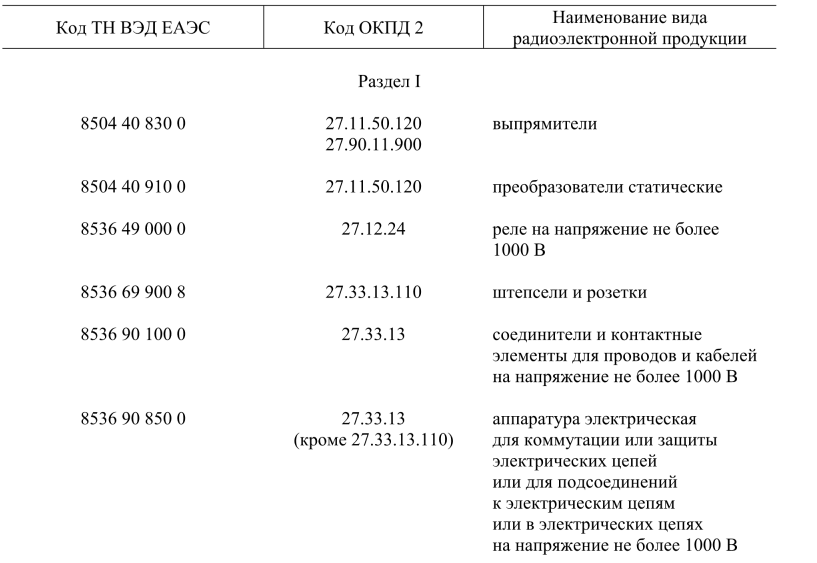 Код ТН ВЭД ЕАЭС
Код ОКПД 2
Наименование вида
радиоэлектронной продукции
Раздел I
8504 40 830 0
27.11.50.120
выпрямители
27.90.11.900
8504 40 910 0
27.11.50.120
преобразователи статические
8536 49 000 0
27.12.24
реле на напряжение не более
1000 В
8536 69 900 8
27.33.13.110
штепсели и розетки
8536 90 100 0
27.33.13
соединители и контактные
элементы для проводов и кабелей
на напряжение не более 1000 В
8536 90 850 0
27.33.13
(кроме 27.33.13.110)
аппаратура электрическая
для коммутации или защиты
электрических цепей
или для подсоединений
к электрическим цепям
или в электрических цепях
на напряжение не более 1000 В